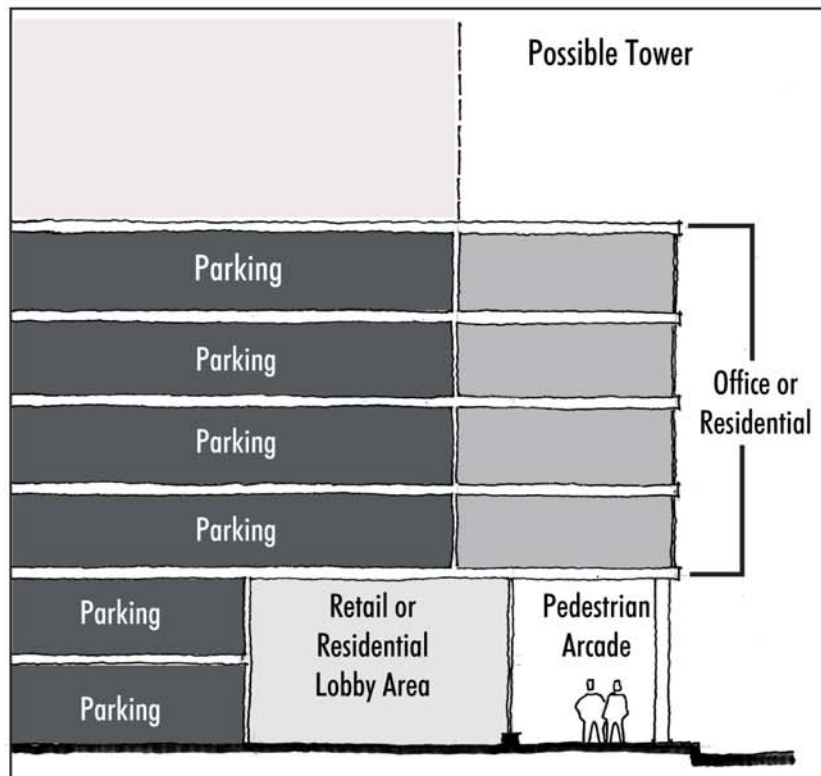 Possible Tower
Parking
Parking
Parking
Parking
Office or
Residential
Parking
Parking
Retail or
Residential
Lobby Area
Pedestrian
Arcade